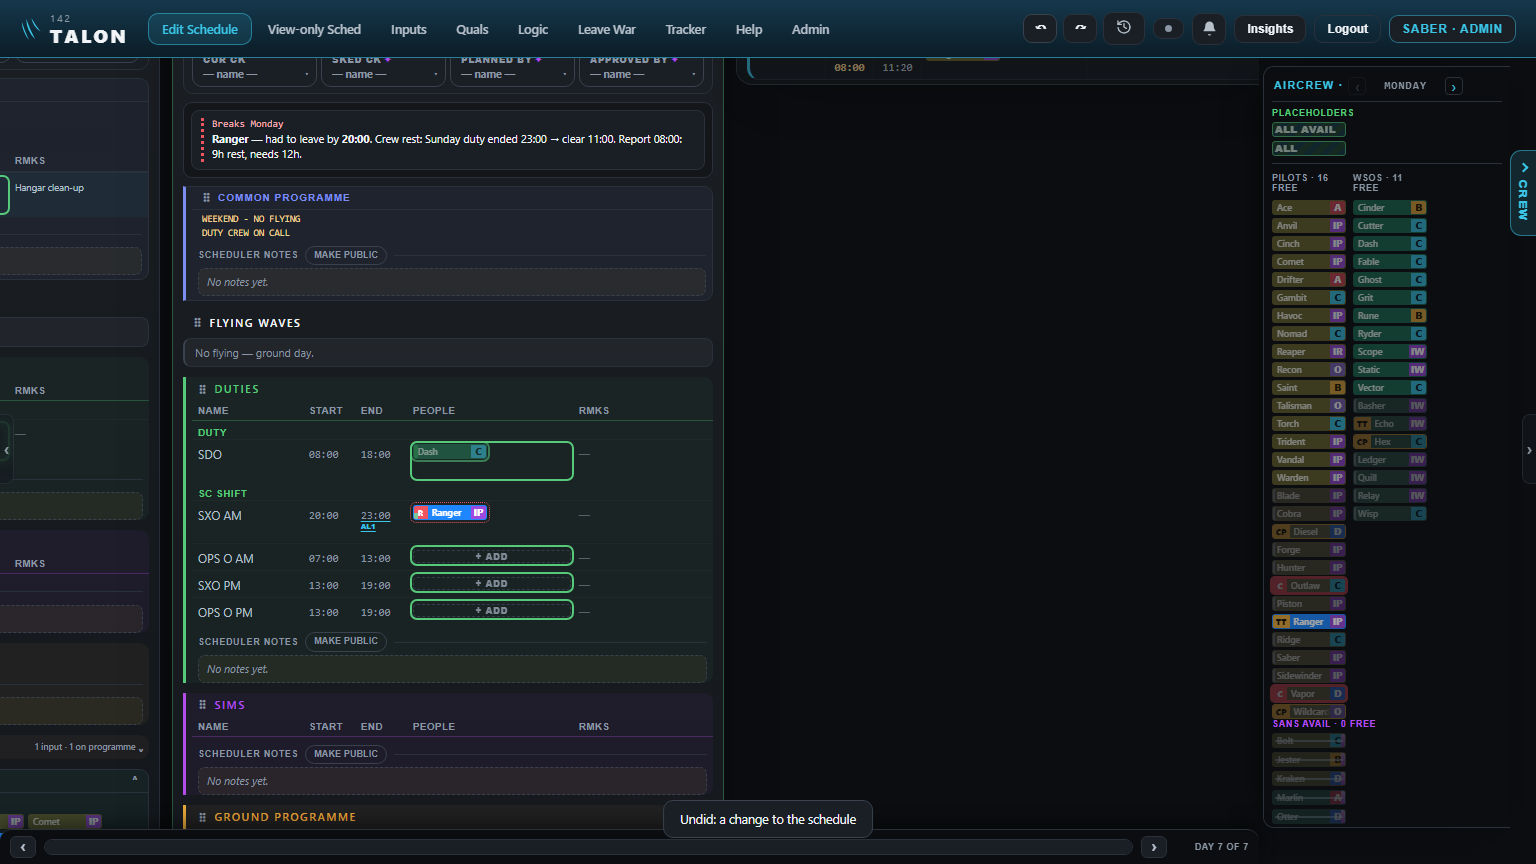 142
TALON
Edit Schedule
View-only Sched
Inputs
Quals
Logic
Leave War
Tracker
Help
Admin
Insights
Logout
SABER · ADMIN
CUR CK
SKED CK
PLANNED BY
APPROVED BY
— name —
— name —
— name —
— name —
08:00 11:20
Breaks Monday
Ranger — had to leave by 20:00. Crew rest: Sunday duty ended 23:00 → clear 11:00. Report 08:00:
9h rest, needs 12h.
RMKS
Hangar clean-up
COMMON PROGRAMME
WEEKEND - NO FLYING
DUTY CREW ON CALL
SCHEDULER NOTES MAKE PUBLIC
No notes yet.
FLYING WAVES
No flying — ground day.
RMKS
—
DUTIES
NAME START END PEOPLE RMKS
DUTY
SDO 08:00 18:00 Dash C —
SC SHIFT
SXO AM 20:00 23:00 R Ranger IP —
AL1
OPS O AM 07:00 13:00 + ADD —
SXO PM 13:00 19:00 + ADD —
OPS O PM 13:00 19:00 + ADD —
SCHEDULER NOTES MAKE PUBLIC
No notes yet.
RMKS
SIMS
NAME START END PEOPLE RMKS
SCHEDULER NOTES MAKE PUBLIC
No notes yet.
1 input · 1 on programme
IP Comet IP
GROUND PROGRAMME
Undid: a change to the schedule
DAY 7 OF 7
AIRCREW · MONDAY
PLACEHOLDERS
ALL AVAIL
ALL
PILOTS · 16 FREE
WSOS · 11 FREE
Ace A
Anvil IP
Cinch IP
Comet IP
Drifter A
Gambit C
Havoc IP
Nomad C
Reaper IR
Recon O
Saint B
Talisman O
Torch C
Trident IP
Vandal IP
Warden IP
Blade IP
Cobra IP
CP Diesel D
Forge IP
Hunter IP
C Outlaw C
Piston IP
TT Ranger IP
Ridge C
Saber IP
Sidewinder IP
C Vapor D
CP Wildcar O
Cinder B
Cutter C
Dash C
Fable C
Ghost C
Grit C
Rune B
Ryder C
Scope IW
Static IW
Vector C
Basher IW
TT Echo IW
CP Hex C
Ledger IW
Quill IW
Relay IW
Wisp C
SANS AVAIL · 0 FREE
Bolt C
Jester B
Kraken D
Marlin A
Otter D
CREW